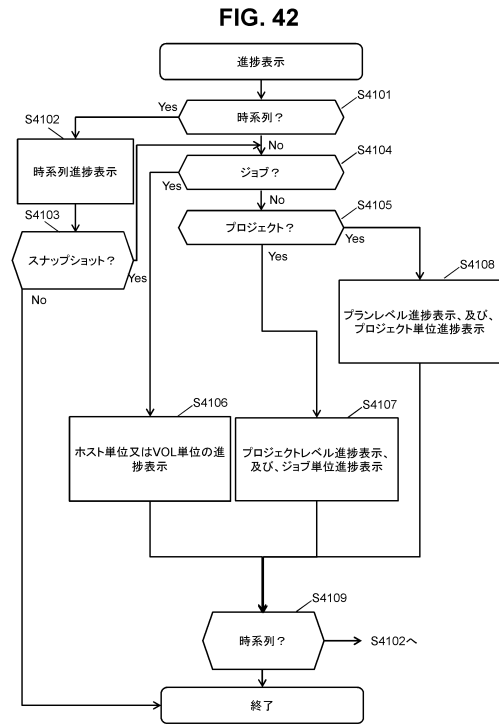 FIG. 42
進捗表示
S4101
Yes
時系列?
S4102
No
S4104
時系列進捗表示
ジョブ?
Yes
S4103
No
S4105
スナップショット?
プロジェクト?
Yes
Yes
No
Yes
S4108
プランレベル進捗表示、及び、
プロジェクト単位進捗表示
S4106
S4107
ホスト単位又はVOL単位の進
捗表示
プロジェクトレベル進捗表示、
及び、ジョブ単位進捗表示
S4109
時系列?
S4102へ
終了